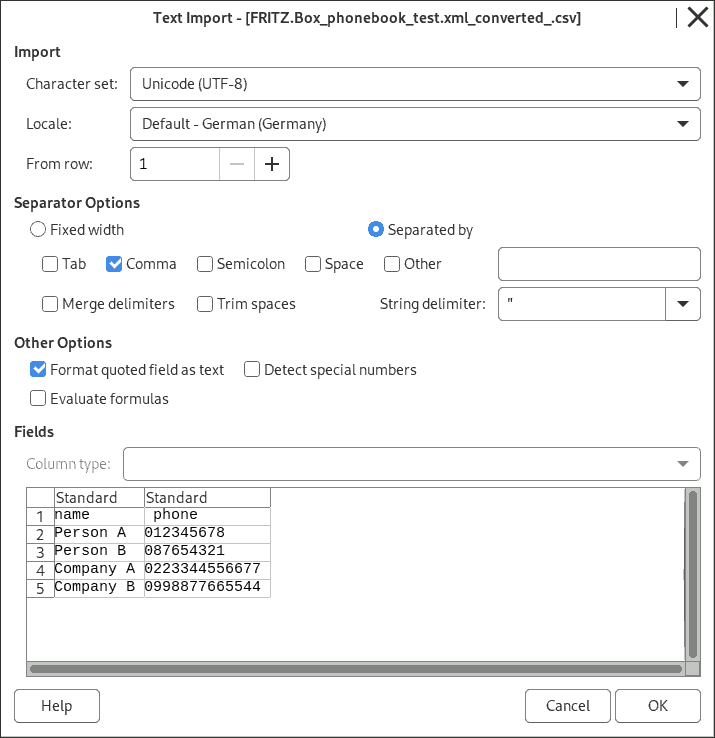 Text Import - [FRITZ.Box_phonebook_test.xml_converted_.csv]
Import
Character set: Unicode (UTF-8)
Locale: Default - German (Germany)
From row: 1
Separator Options
Fixed width Separated by
Tab Comma Semicolon Space Other
Merge delimiters Trim spaces String delimiter: "
Other Options
Format quoted field as text Detect special numbers
Evaluate formulas
Fields
Column type:
Standard Standard
1 name phone
2 Person A 012345678
3 Person B 087654321
4 Company A 0223344556677
5 Company B 0998877665544
Help Cancel OK